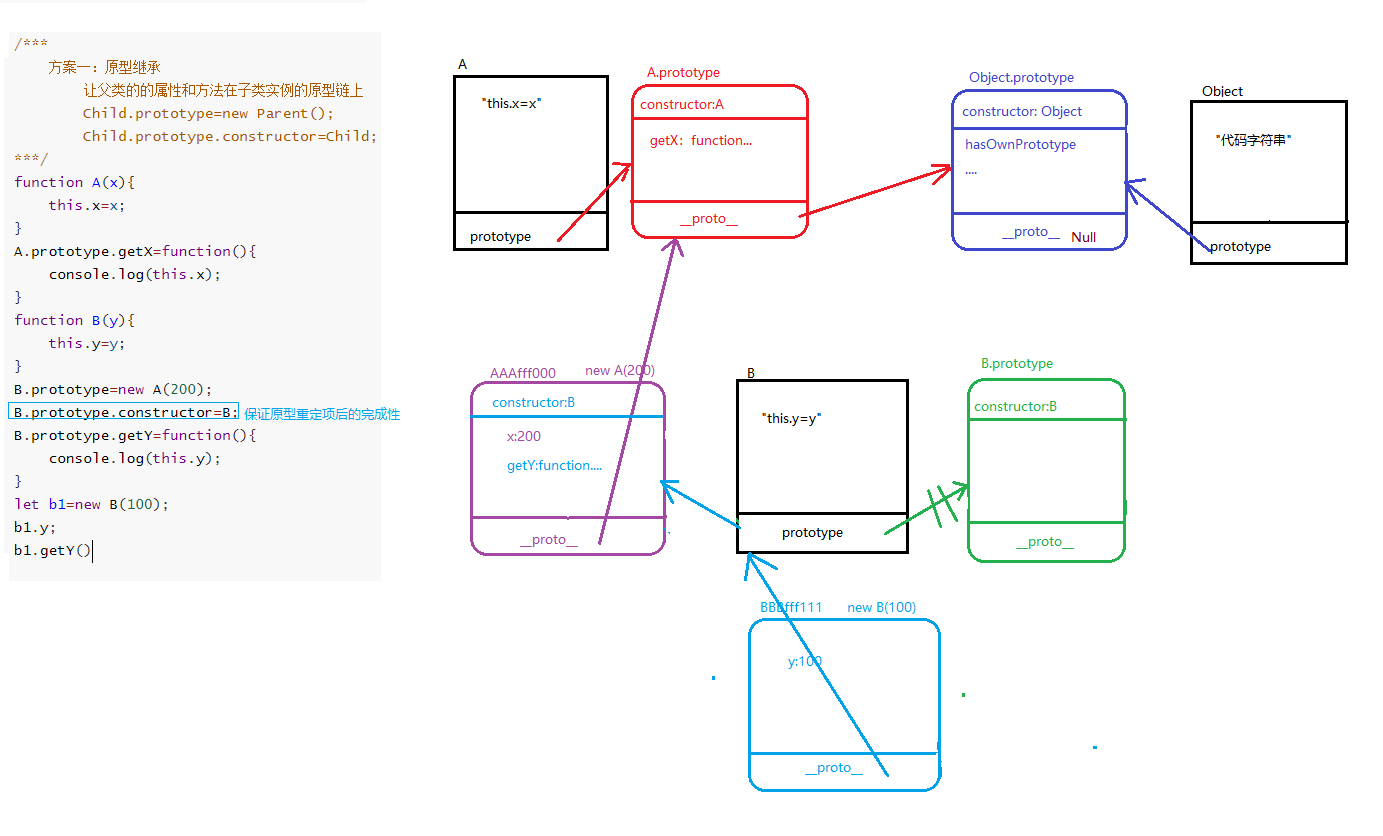 /***
方案一：原型继承
让父类的的属性和方法在子类实例的原型链上
Child.prototype=new Parent();
Child.prototype.constructor=Child;
***/
function A(x){
this.x=x;
}
A.prototype.getX=function(){
console.log(this.x);
}
function B(y){
this.y=y;
}
B.prototype=new A(200);
B.prototype.constructor=B; 保证原型重定项后的完成性
B.prototype.getY=function(){
console.log(this.y);
}
let b1=new B(100);
b1.y;
b1.getY()
A
"this.x=x"
prototype
A.prototype
constructor:A
getX：function...
__proto__
Object.prototype
constructor: Object
hasOwnPrototype
....
__proto__ Null
Object
"代码字符串"
prototype
AAAfff000 new A(200)
constructor:B
x:200
getY:function....
__proto__
B
"this.y=y"
prototype
B.prototype
constructor:B
__proto__
BBBfff111 new B(100)
y:100
__proto__